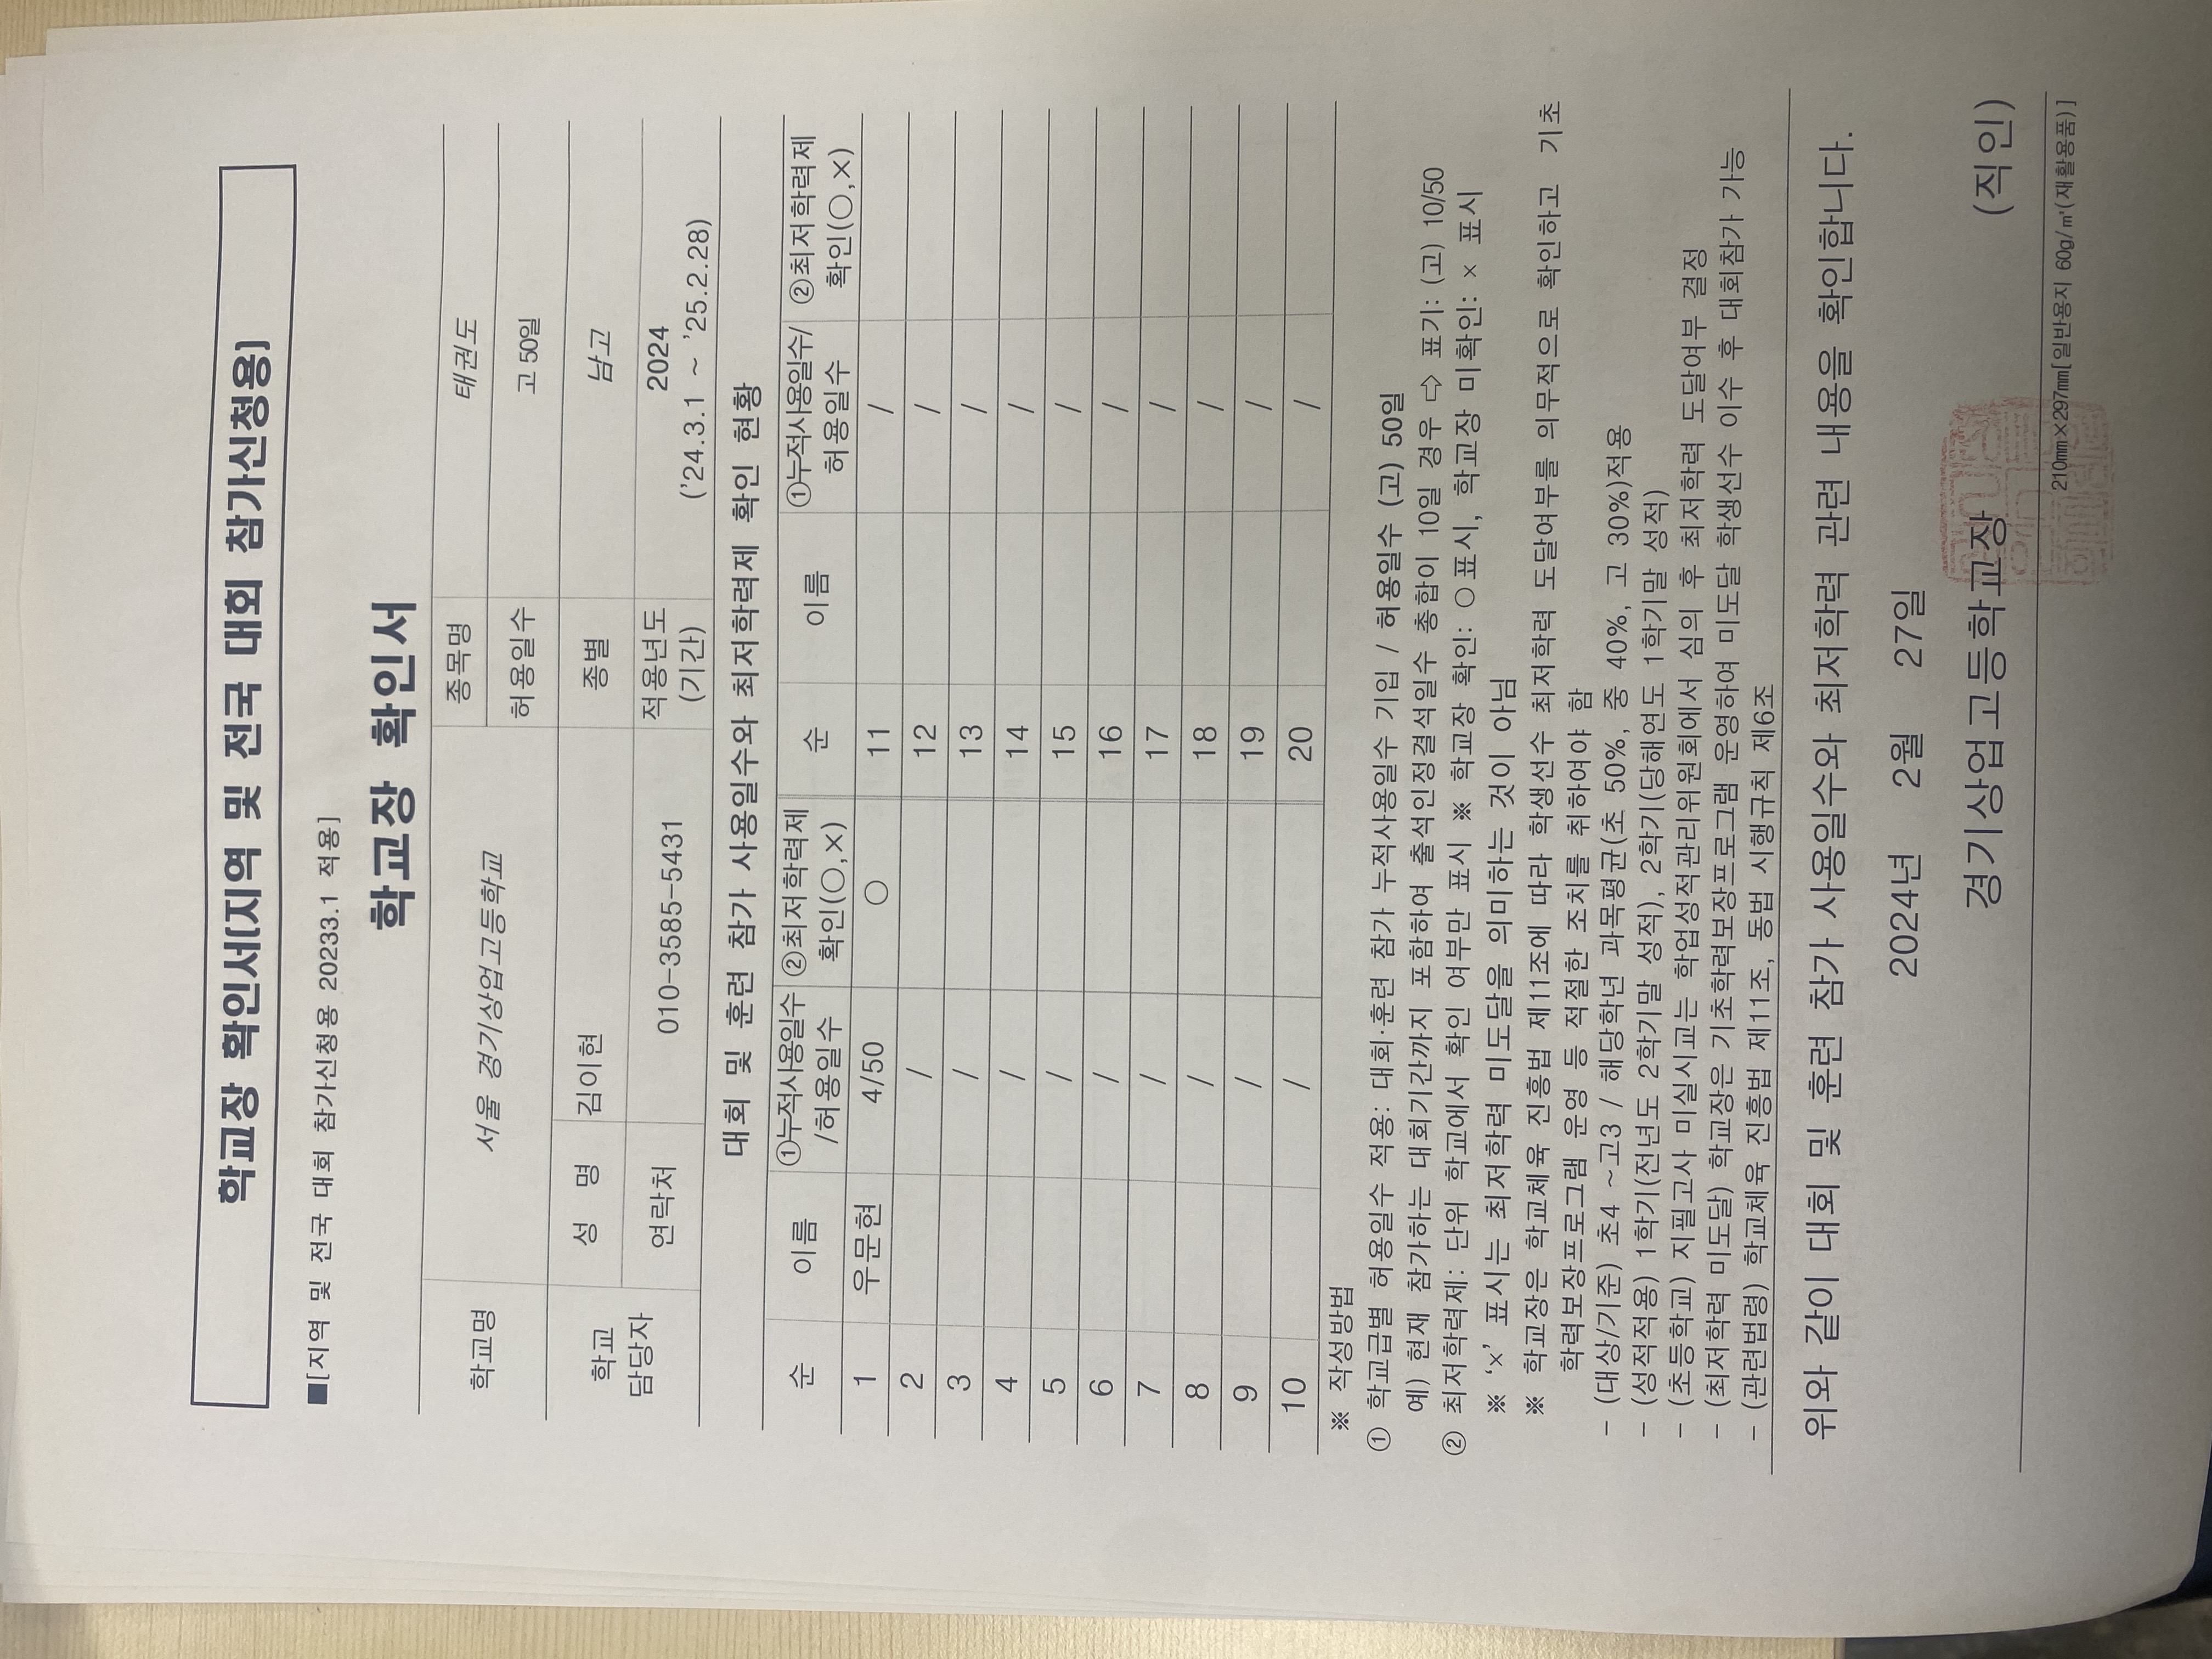 학교장 확인서(지역 및 전국 대회 참가신청용)
■[지역 및 전국 대회 참가신청용 20233.1 적용]
학교장 확인서
학교명 서울 경기상업고등학교 종목명 태권도
허용일수 고 50일
학교 담당자 성 명 김이현 종별 남고
연락처 010-3585-5431 적용년도 (기간) 2024 ('24.3.1 ~ '25.2.28)
대회 및 훈련 참가 사용일수와 최저학력제 확인 현황
순 이름 ①누적사용일수 /허용일수 ②최저학력제 확인(○,×) 순 이름 ①누적사용일수/ 허용일수 ②최저학력제 확인(○,×)
1 우문현 4/50 ○ 11 /
2 / 12 /
3 / 13 /
4 / 14 /
5 / 15 /
6 / 16 /
7 / 17 /
8 / 18 /
9 / 19 /
10 / 20 /
※ 작성방법
① 학교급별 허용일수 적용: 대회·훈련 참가 누적사용일수 기입 / 허용일수 (고) 50일
예) 현재 참가하는 대회기간까지 포함하여 출석인정결석일수 총합이 10일 경우 ⇨ 표기: (고) 10/50
② 최저학력제: 단위 학교에서 확인 여부만 표시 ※ 학교장 확인: ○ 표시, 학교장 미확인: × 표시
※ '×' 표시는 최저학력 미도달을 의미하는 것이 아님
※ 학교장은 학교체육 진흥법 제11조에 따라 학생선수 최저학력 도달여부를 의무적으로 확인하고 기초
학력보장프로그램 운영 등 적절한 조치를 취하여야 함
- (대상/기준) 초4 ~고3 / 해당학년 과목평균(초 50%, 중 40%, 고 30%)적용
- (성적적용) 1학기(전년도 2학기말 성적), 2학기(당해연도 1학기말 성적)
- (초등학교) 지필고사 미실시교는 학업성적관리위원회에서 심의 후 최저학력 도달여부 결정
- (최저학력 미도달) 학교장은 기초학력보장프로그램 운영하여 미도달 학생선수 이수 후 대회참가 가능
- (관련법령) 학교체육 진흥법 제11조, 동법 시행규칙 제6조
위와 같이 대회 및 훈련 참가 사용일수와 최저학력 관련 내용을 확인합니다.
2024년 2월 27일
경기상업고등학교장 (직인)
210㎜×297㎜[일반용지 60g/㎡(재활용품)]